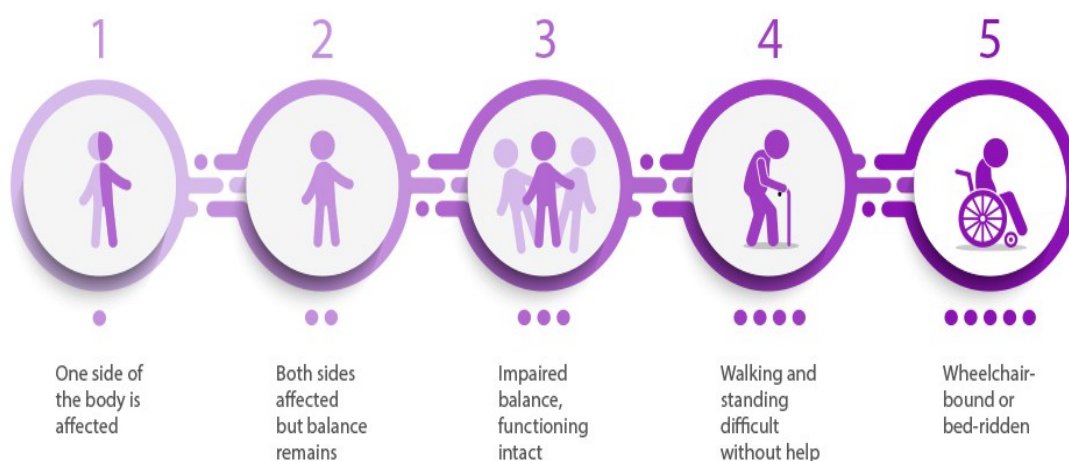 1
2
3
4
5
One side of
the body is
affected
Both sides
affected
but balance
remains
Impaired
balance,
functioning
intact
Walking and
standing
difficult
without help
Wheelchair-
bound or
bed-ridden